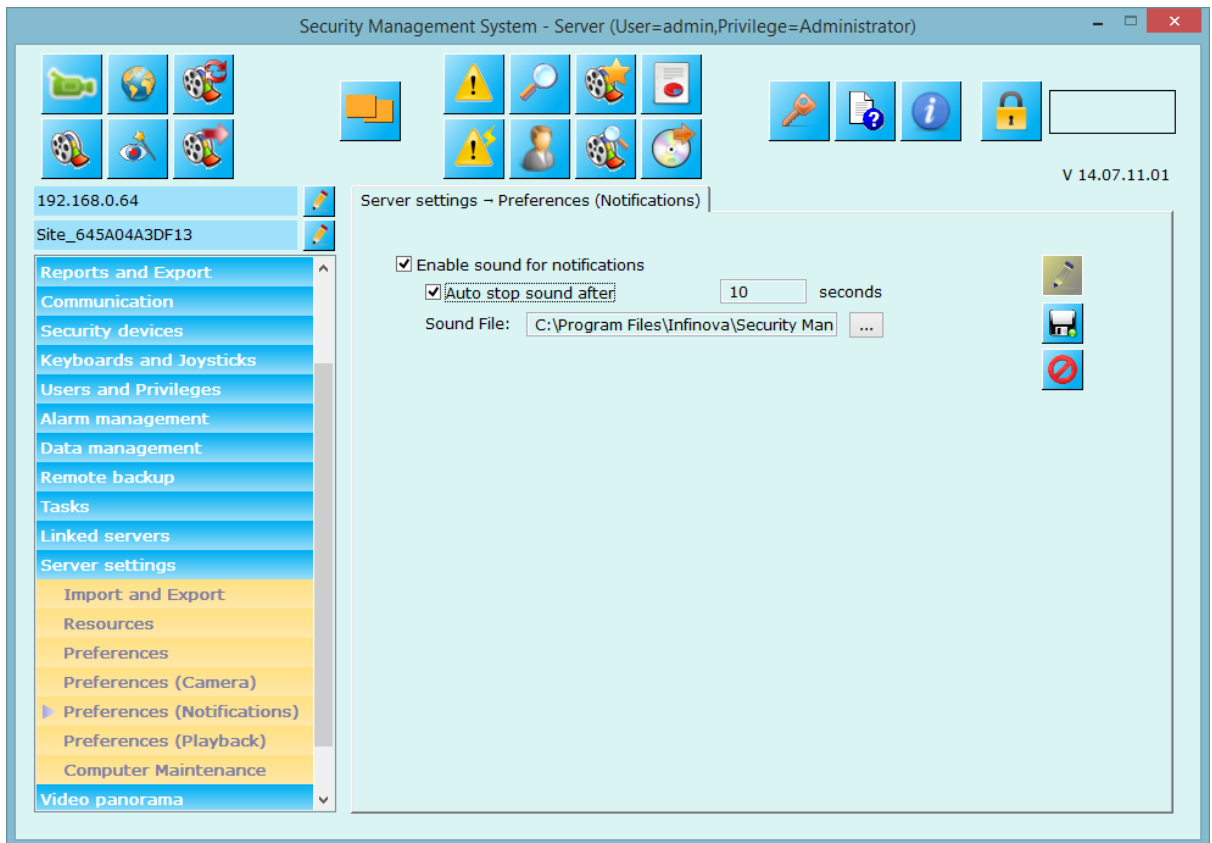 Security Management System - Server (User=admin,Privilege=Administrator)
V 14.07.11.01
192.168.0.64
Site_645A04A3DF13
Reports and Export
Communication
Security devices
Keyboards and Joysticks
Users and Privileges
Alarm management
Data management
Remote backup
Tasks
Linked servers
Server settings
Import and Export
Resources
Preferences
Preferences (Camera)
Preferences (Notifications)
Preferences (Playback)
Computer Maintenance
Video panorama
Server settings → Preferences (Notifications)
Enable sound for notifications
Auto stop sound after 10 seconds
Sound File: C:\Program Files\Infinova\Security Man ...